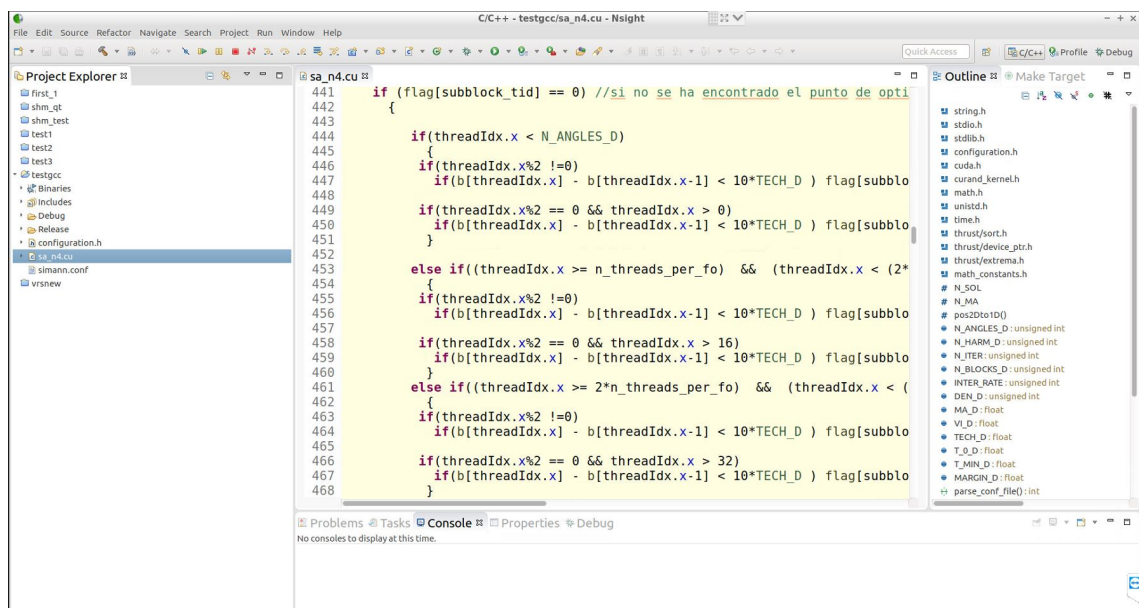 C/C++ - testgcc/sa_n4.cu - Nsight
File Edit Source Refactor Navigate Search Project Run Window Help
Quick Access C/C++ Profile Debug
Project Explorer
first_1
shm_qt
shm_test
test1
test2
test3
testgcc
Binaries
Includes
Debug
Release
configuration.h
sa_n4.cu
simann.conf
vrsnew
sa_n4.cu
441 if (flag[subblock_tid] == 0) //si no se ha encontrado el punto de opti
442 {
443
444 if(threadIdx.x < N_ANGLES_D)
445 {
446 if(threadIdx.x%2 !=0)
447 if(b[threadIdx.x] - b[threadIdx.x-1] < 10*TECH_D ) flag[subblo
448
449 if(threadIdx.x%2 == 0 && threadIdx.x > 0)
450 if(b[threadIdx.x] - b[threadIdx.x-1] < 10*TECH_D ) flag[subblo
451 }
452
453 else if((threadIdx.x >= n_threads_per_fo) && (threadIdx.x < (2*
454 {
455 if(threadIdx.x%2 !=0)
456 if(b[threadIdx.x] - b[threadIdx.x-1] < 10*TECH_D ) flag[subblo
457
458 if(threadIdx.x%2 == 0 && threadIdx.x > 16)
459 if(b[threadIdx.x] - b[threadIdx.x-1] < 10*TECH_D ) flag[subblo
460 }
461 else if((threadIdx.x >= 2*n_threads_per_fo) && (threadIdx.x < (
462 {
463 if(threadIdx.x%2 !=0)
464 if(b[threadIdx.x] - b[threadIdx.x-1] < 10*TECH_D ) flag[subblo
465
466 if(threadIdx.x%2 == 0 && threadIdx.x > 32)
467 if(b[threadIdx.x] - b[threadIdx.x-1] < 10*TECH_D ) flag[subblo
468 }
Outline Make Target
string.h
stdio.h
stdlib.h
configuration.h
cuda.h
curand_kernel.h
math.h
unistd.h
time.h
thrust/sort.h
thrust/device_ptr.h
thrust/extrema.h
math_constants.h
# N_SOL
# N_MA
# pos2Dto1D()
N_ANGLES_D : unsigned int
N_HARM_D : unsigned int
N_ITER : unsigned int
N_BLOCKS_D : unsigned int
INTER_RATE : unsigned int
DEN_D : unsigned int
MA_D : float
VI_D : float
TECH_D : float
T_0_D : float
T_MIN_D : float
MARGIN_D : float
parse_conf_file() : int
Problems Tasks Console Properties Debug
No consoles to display at this time.